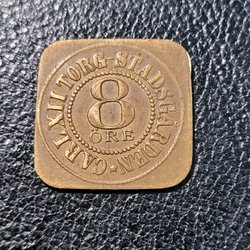 CARL XII TORG-STADSGÅRDEN
8
ÖRE